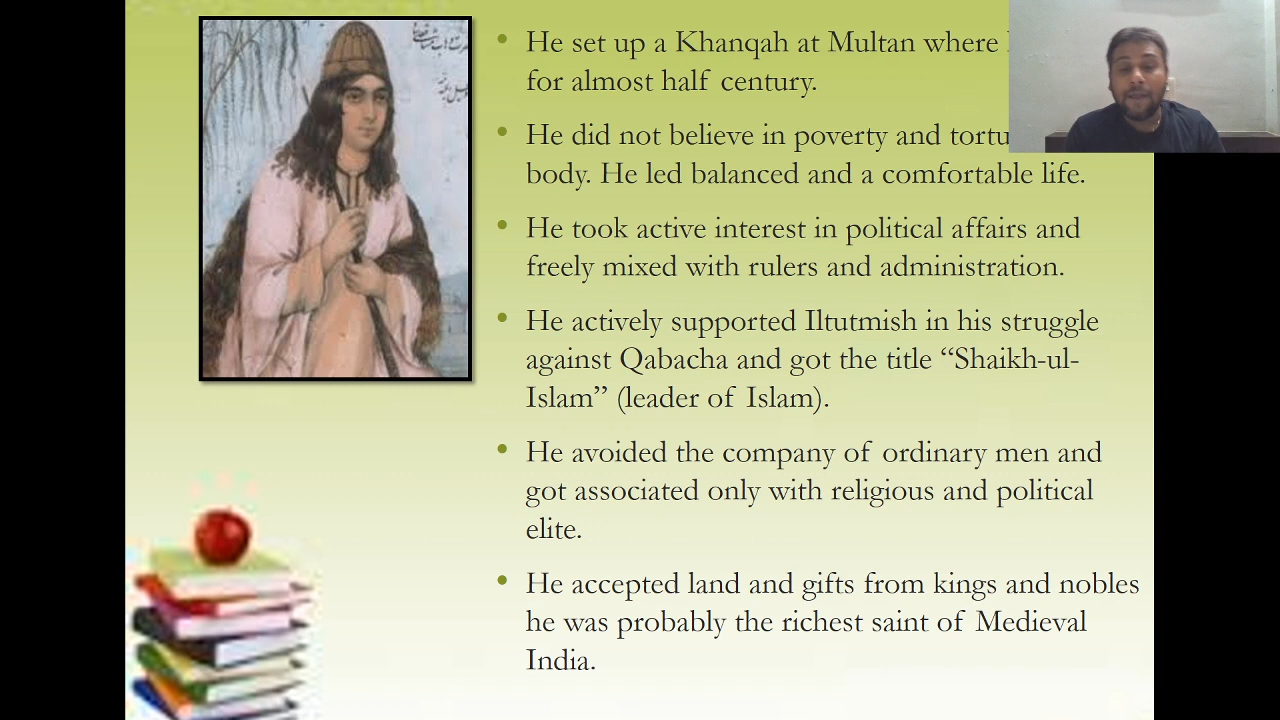 He set up a Khanqah at Multan where
for almost half century.
He did not believe in poverty and
body. He led balanced and a comfortable life.
He took active interest in political affairs and
freely mixed with rulers and administration.
He actively supported Iltutmish in his struggle
against Qabacha and got the title “Shaikh-ul-
Islam” (leader of Islam).
He avoided the company of ordinary men and
got associated only with religious and political
elite.
He accepted land and gifts from kings and nobles
he was probably the richest saint of Medieval
India.